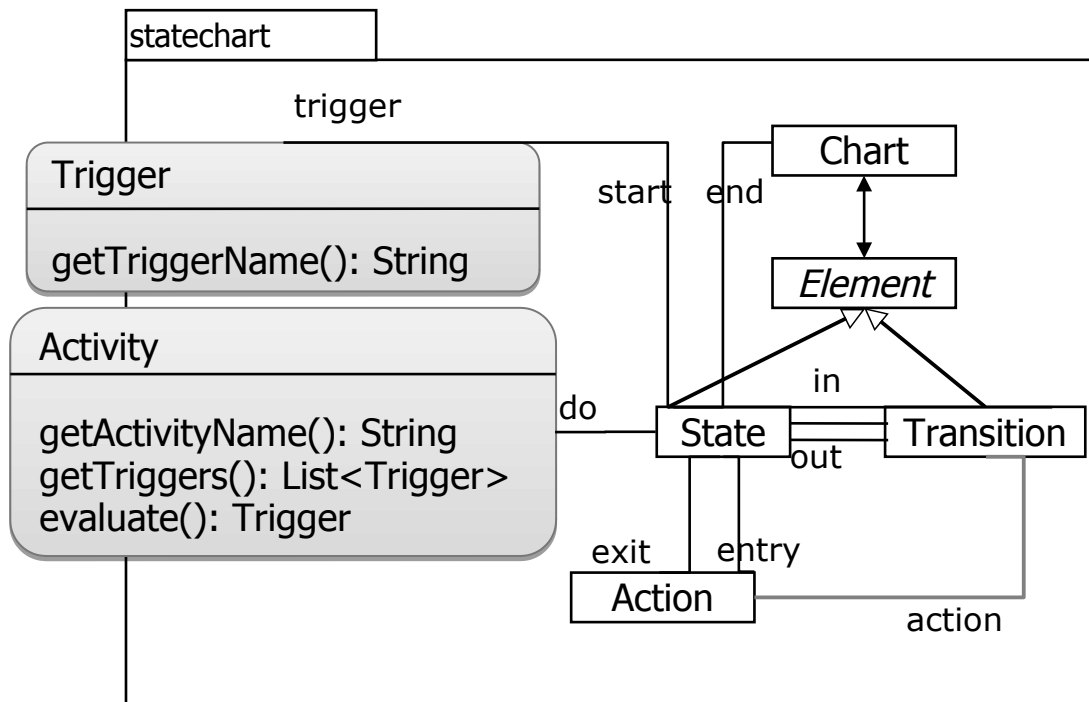 statechart
trigger
Chart
Trigger
start
end
getTriggerName(): String
Element
Activity
in
do
State
Transition
getActivityName(): String
out
getTriggers(): List<Trigger>
evaluate(): Trigger
exit
entry
Action
action